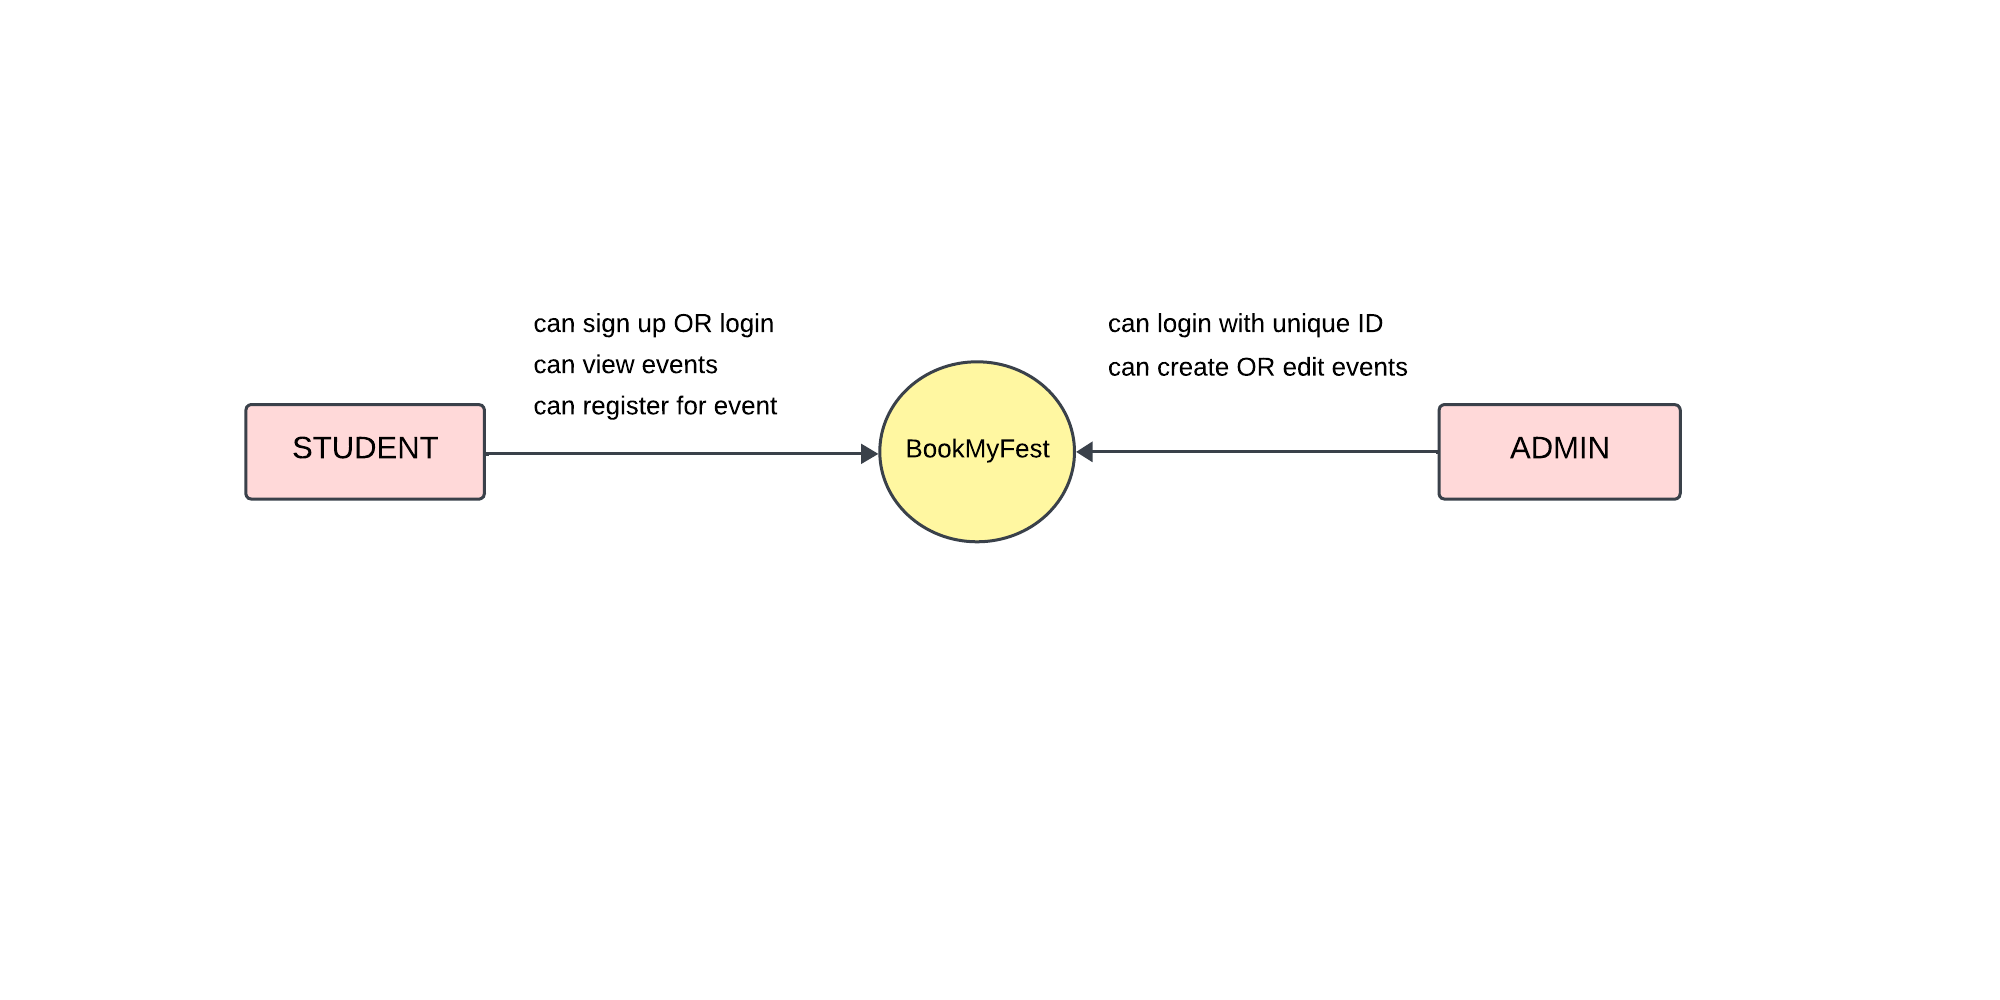 can sign up OR login
can view events
can register for event
can login with unique ID
can create OR edit events
STUDENT
BookMyFest
ADMIN